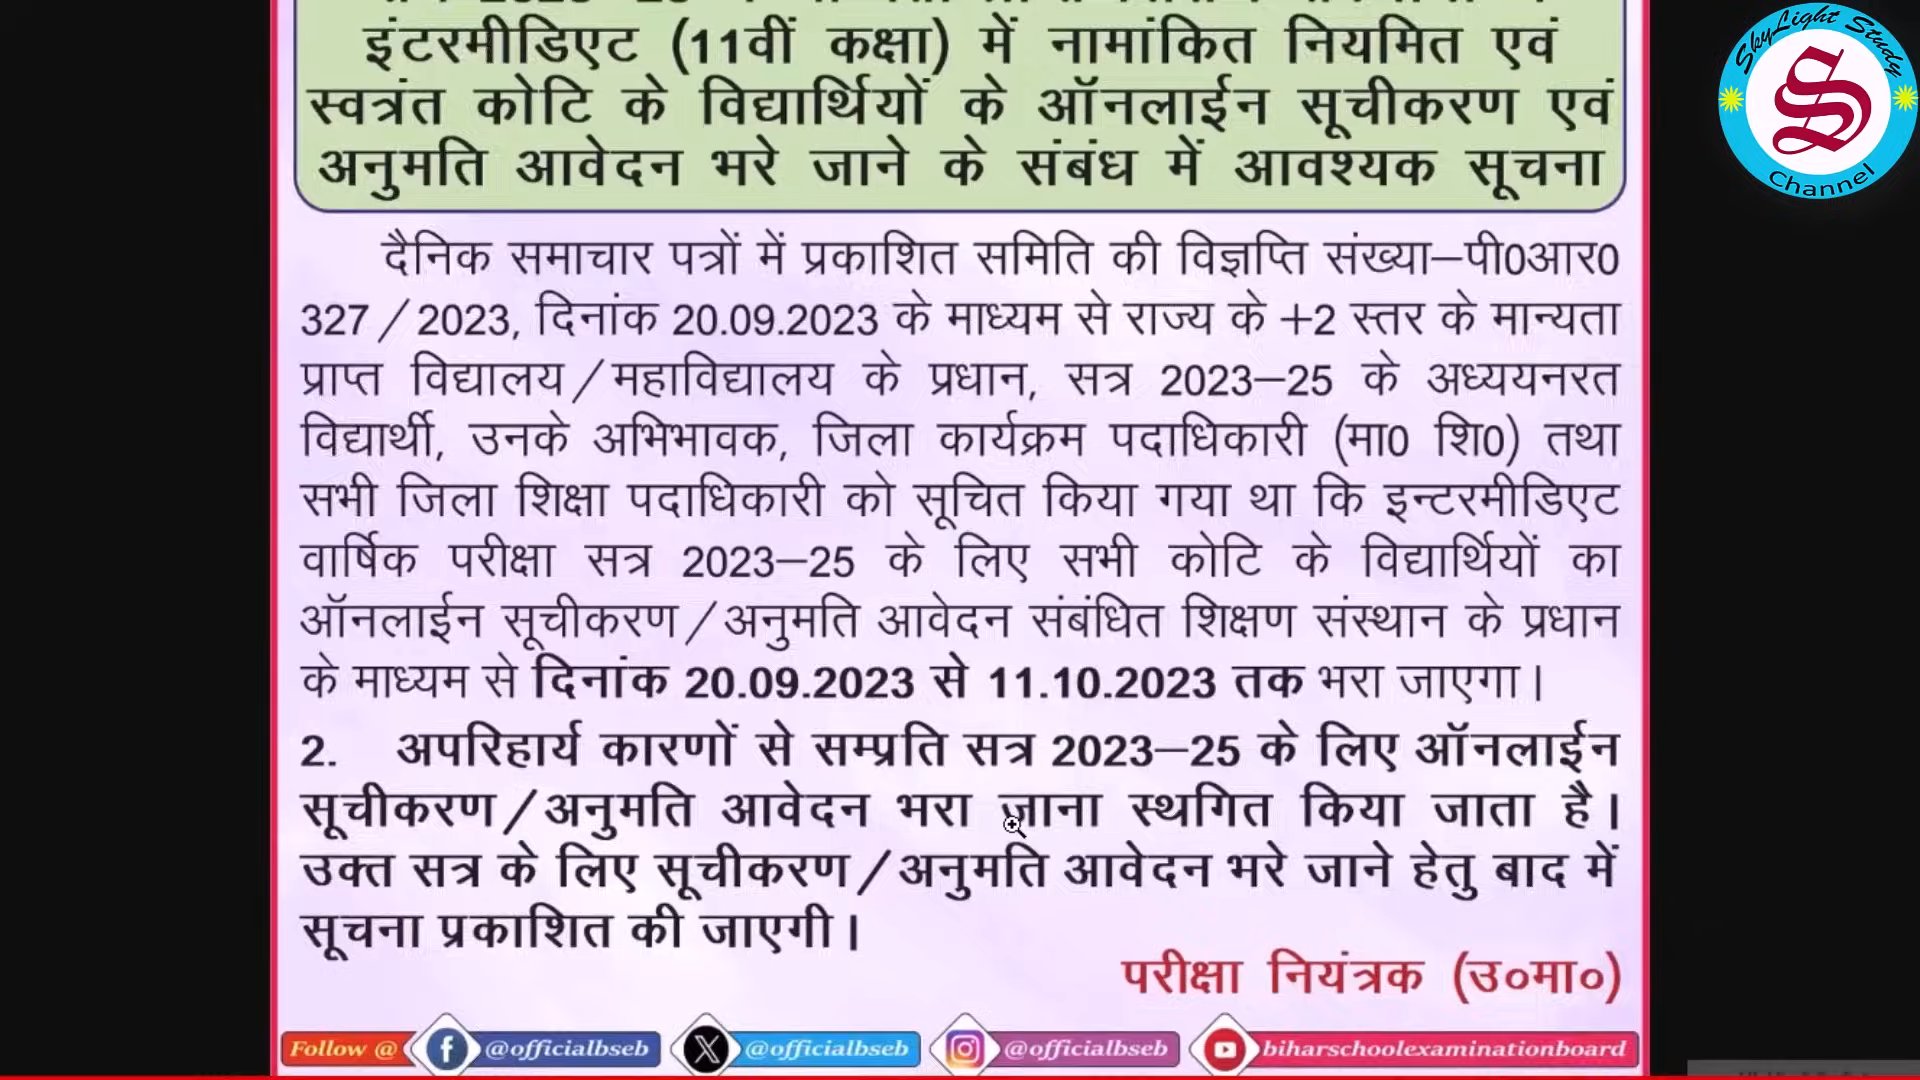 इंटरमीडिएट (11वीं कक्षा) में नामांकित नियमित एवं
स्वत्रंत कोटि के विद्यार्थियों के ऑनलाईन सूचीकरण एवं
अनुमति आवेदन भरे जाने के संबंध में आवश्यक सूचना
दैनिक समाचार पत्रों में प्रकाशित समिति की विज्ञप्ति संख्या–पी0आर0
327/2023, दिनांक 20.09.2023 के माध्यम से राज्य के +2 स्तर के मान्यता
प्राप्त विद्यालय/महाविद्यालय के प्रधान, सत्र 2023–25 के अध्ययनरत
विद्यार्थी, उनके अभिभावक, जिला कार्यक्रम पदाधिकारी (मा0 शि0) तथा
सभी जिला शिक्षा पदाधिकारी को सूचित किया गया था कि इन्टरमीडिएट
वार्षिक परीक्षा सत्र 2023–25 के लिए सभी कोटि के विद्यार्थियों का
ऑनलाईन सूचीकरण/अनुमति आवेदन संबंधित शिक्षण संस्थान के प्रधान
के माध्यम से दिनांक 20.09.2023 से 11.10.2023 तक भरा जाएगा।
2. अपरिहार्य कारणों से सम्प्रति सत्र 2023–25 के लिए ऑनलाईन
सूचीकरण/अनुमति आवेदन भरा जाना स्थगित किया जाता है।
उक्त सत्र के लिए सूचीकरण/अनुमति आवेदन भरे जाने हेतु बाद में
सूचना प्रकाशित की जाएगी।
परीक्षा नियंत्रक (उ०मा०)
Follow @ @officialbseb @officialbseb @officialbseb biharschoolexaminationboard
SkyLight Study
S
Channel